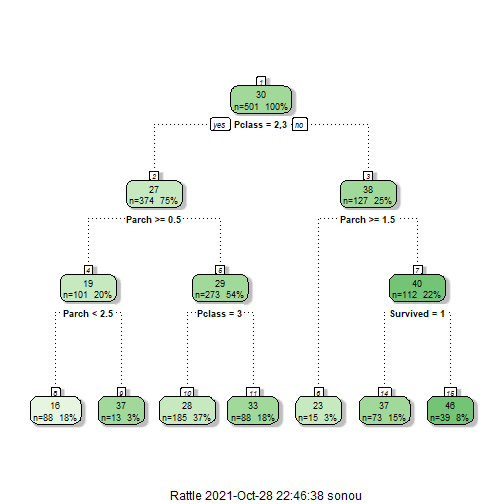 1
30
n=501 100%
yes Pclass = 2,3 no
2
27
n=374 75%
3
38
n=127 25%
Parch >= 0.5
Parch >= 1.5
4
19
n=101 20%
5
29
n=273 54%
7
40
n=112 22%
Parch < 2.5
Pclass = 3
Survived = 1
8
16
n=88 18%
9
37
n=13 3%
10
28
n=185 37%
11
33
n=88 18%
6
23
n=15 3%
14
37
n=73 15%
15
46
n=39 8%
Rattle 2021-Oct-28 22:46:38 sonou